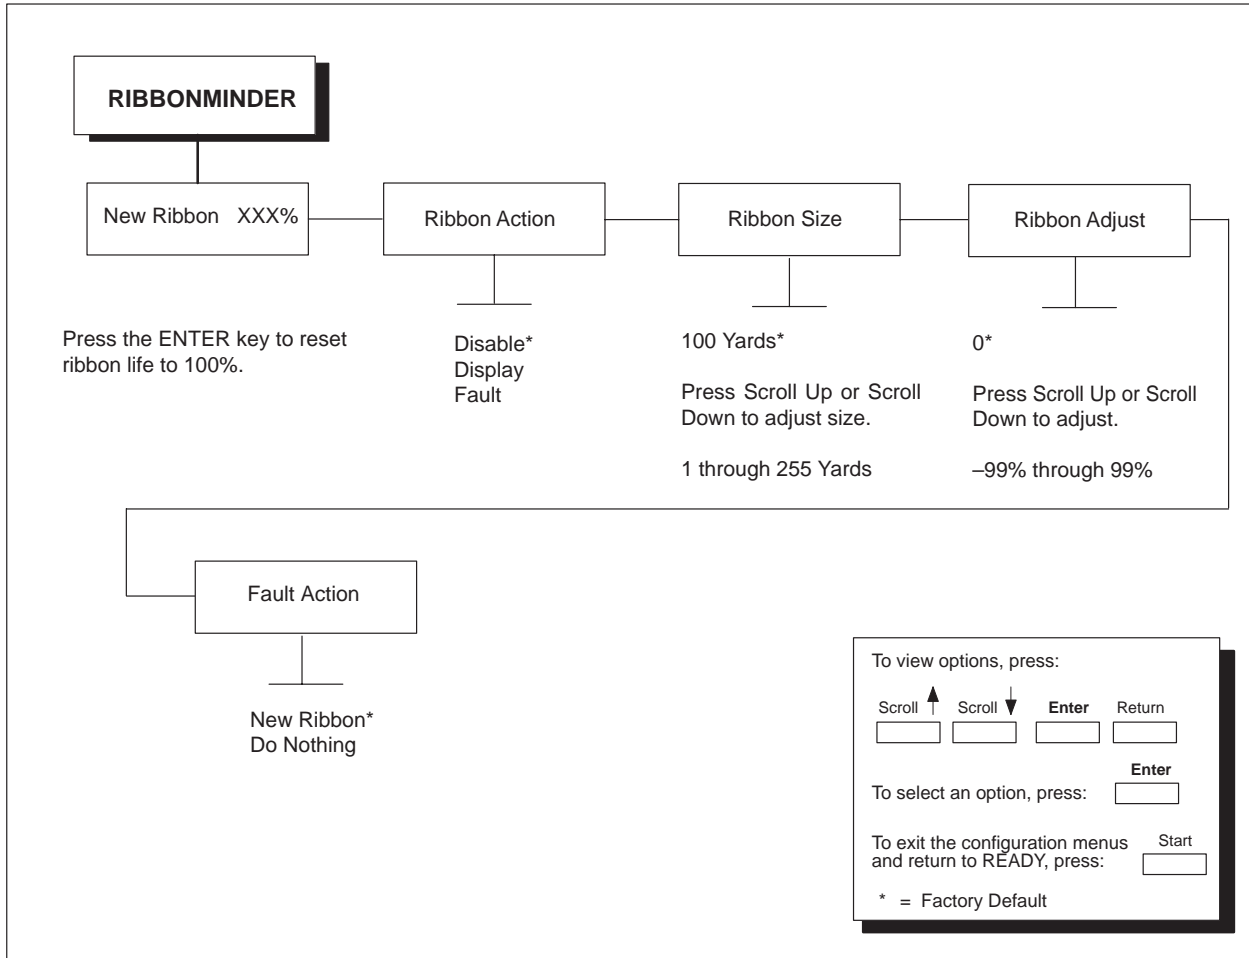 RIBBONMINDER
New Ribbon XXX%
Ribbon Action
Ribbon Size
Ribbon Adjust
Press the ENTER key to reset
ribbon life to 100%.
Disable*
Display
Fault
100 Yards*
Press Scroll Up or Scroll
Down to adjust size.
1 through 255 Yards
0*
Press Scroll Up or Scroll
Down to adjust.
–99% through 99%
Fault Action
New Ribbon*
Do Nothing
To view options, press:
Scroll Scroll Enter Return
Enter
To select an option, press:
To exit the configuration menus
and return to READY, press:
Start
* = Factory Default